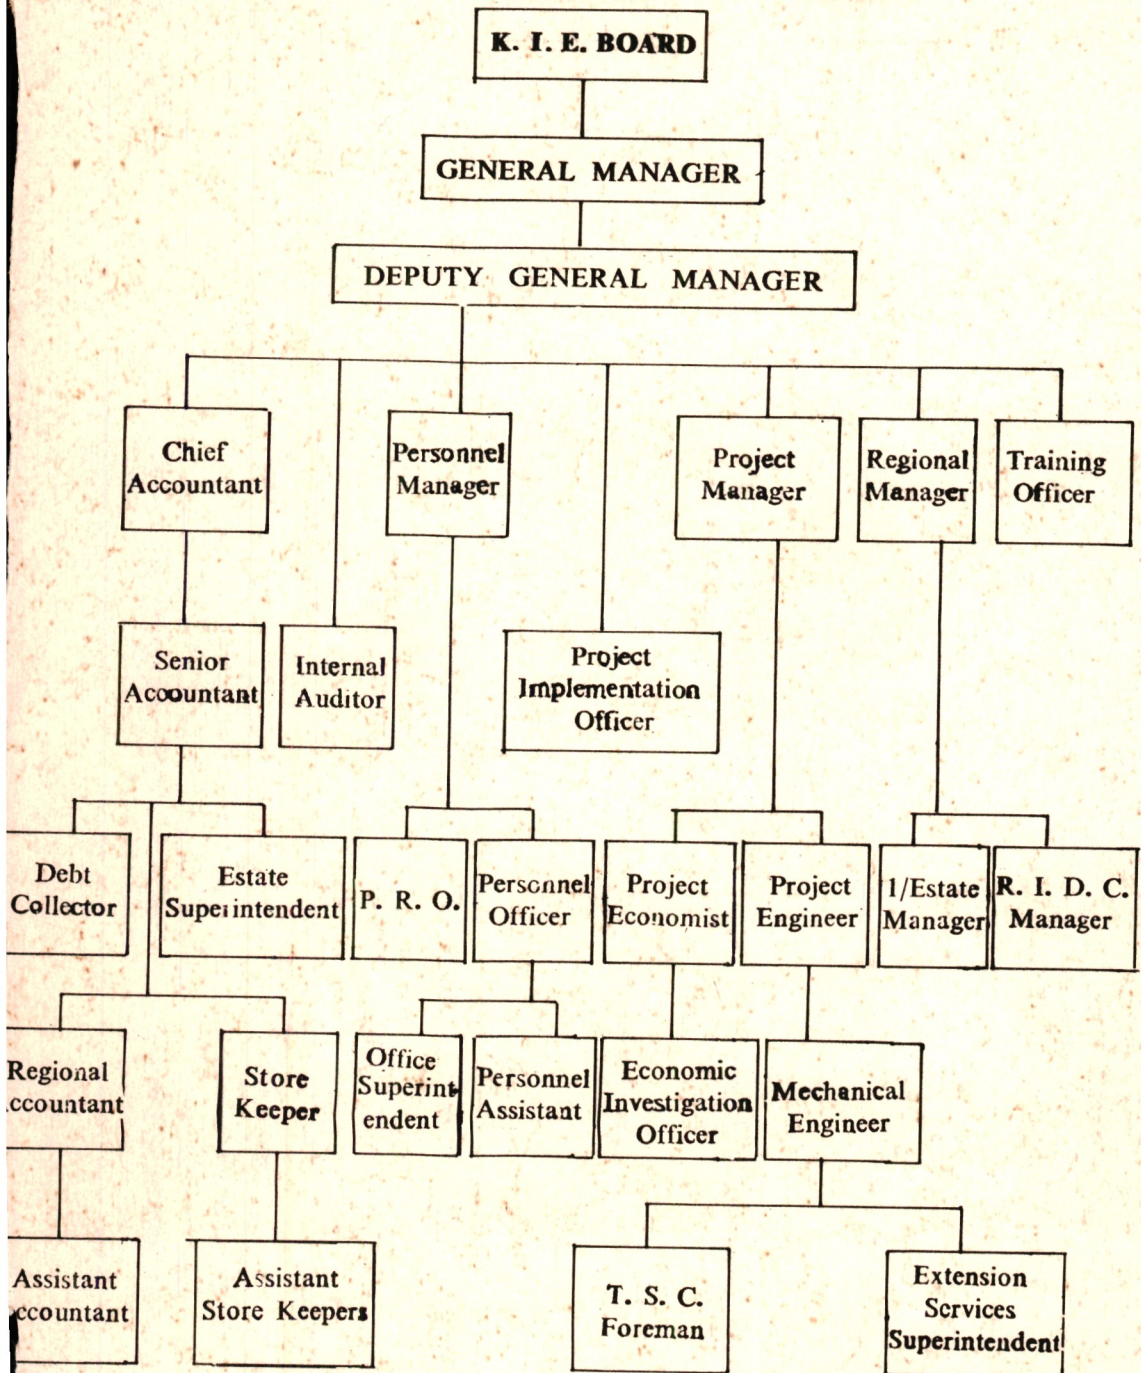 K. I. E. BOARD
GENERAL MANAGER
DEPUTY GENERAL MANAGER
Chief
Accountant
Personnel
Manager
Project
Manager
Regional
Manager
Training
Officer
Senior
Accountant
Internal
Auditor
Project
Implementation
Officer
Debt
Collector
Estate
Superintendent
P. R. O.
Personnel
Officer
Project
Economist
Project
Engineer
1/Estate
Manager
R. I. D. C.
Manager
Regional
ccountant
Store
Keeper
Office
Superint
endent
Personnel
Assistant
Economic
Investigation
Officer
Mechanical
Engineer
Assistant
ccountant
Assistant
Store Keepers
T. S. C.
Foreman
Extension
Services
Superintendent